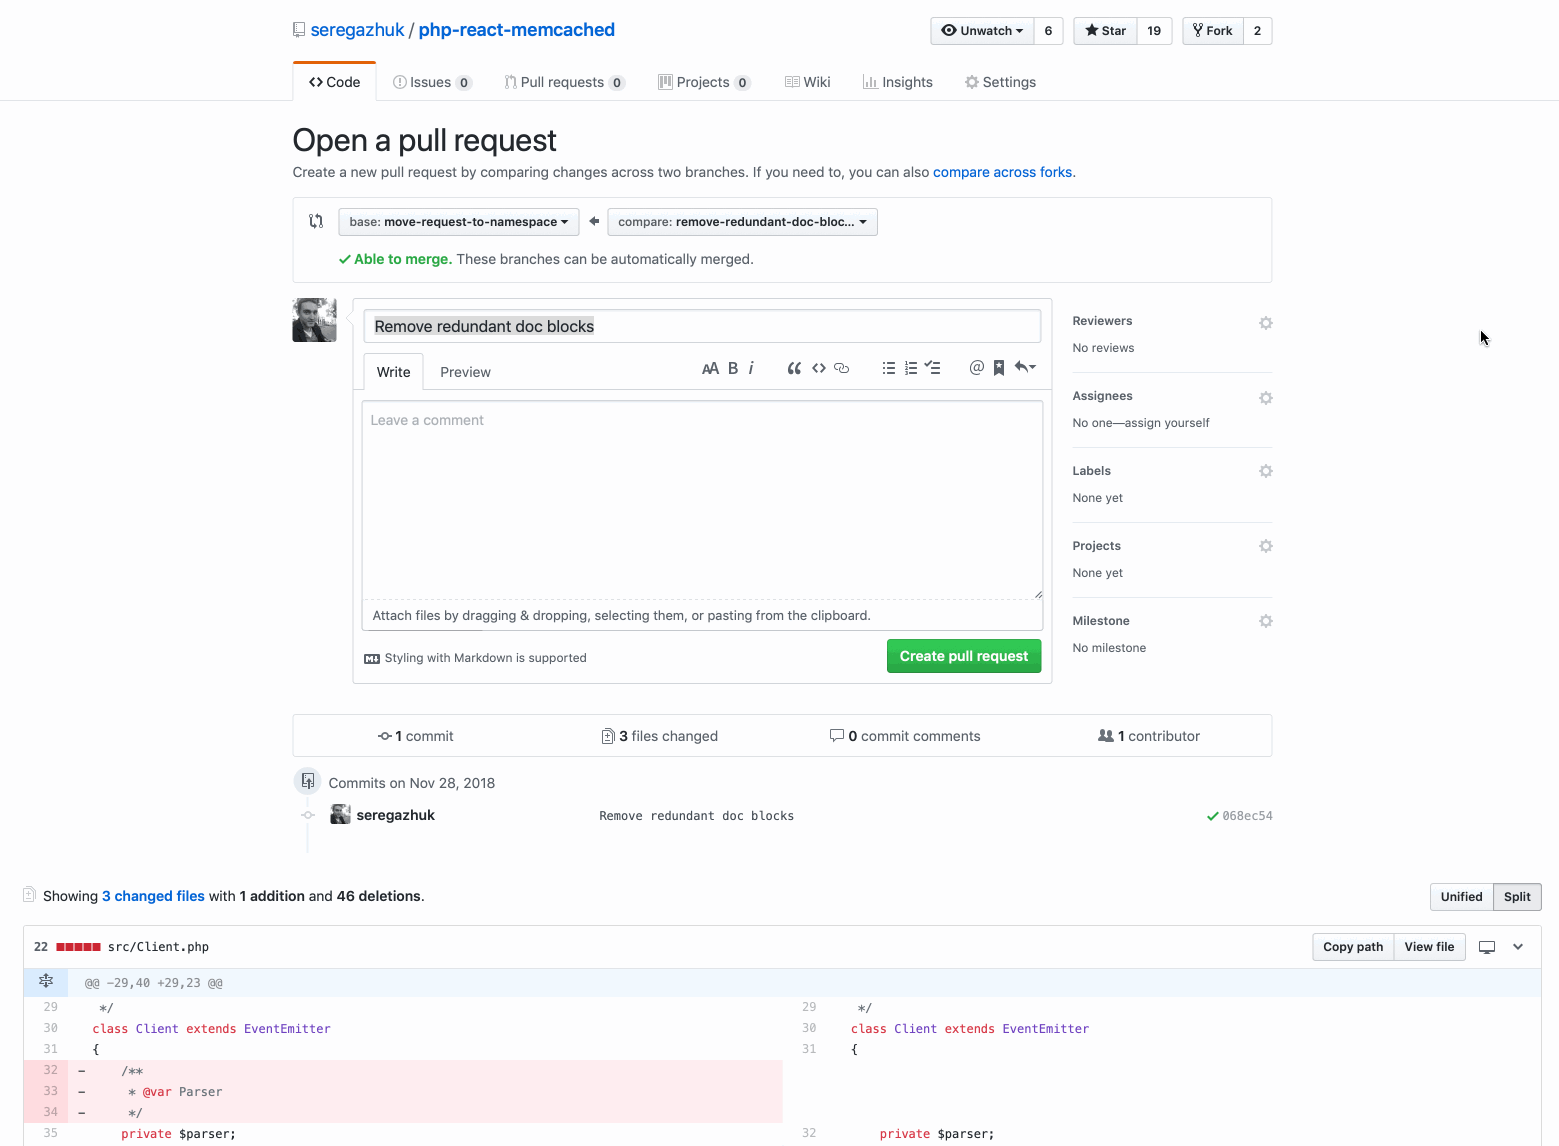 seregazhuk / php-react-memcached
Unwatch 6 Star 19 Fork 2
Code Issues 0 Pull requests 0 Projects 0 Wiki Insights Settings
Open a pull request
Create a new pull request by comparing changes across two branches. If you need to, you can also compare across forks.
base: move-request-to-namespace compare: remove-redundant-doc-bloc...
Able to merge. These branches can be automatically merged.
Remove redundant doc blocks
Write Preview
AA B i @
Leave a comment
Attach files by dragging & dropping, selecting them, or pasting from the clipboard.
Styling with Markdown is supported
Create pull request
Reviewers
No reviews
Assignees
No one—assign yourself
Labels
None yet
Projects
None yet
Milestone
No milestone
1 commit 3 files changed 0 commit comments 1 contributor
Commits on Nov 28, 2018
seregazhuk Remove redundant doc blocks 068ec54
Showing 3 changed files with 1 addition and 46 deletions.
Unified Split
22 src/Client.php
Copy path View file
@@ -29,40 +29,23 @@
29 */ 29 */
30 class Client extends EventEmitter 30 class Client extends EventEmitter
31 { 31 {
32 - /**
33 - * @var Parser
34 - */
35 private $parser; 32 private $parser;